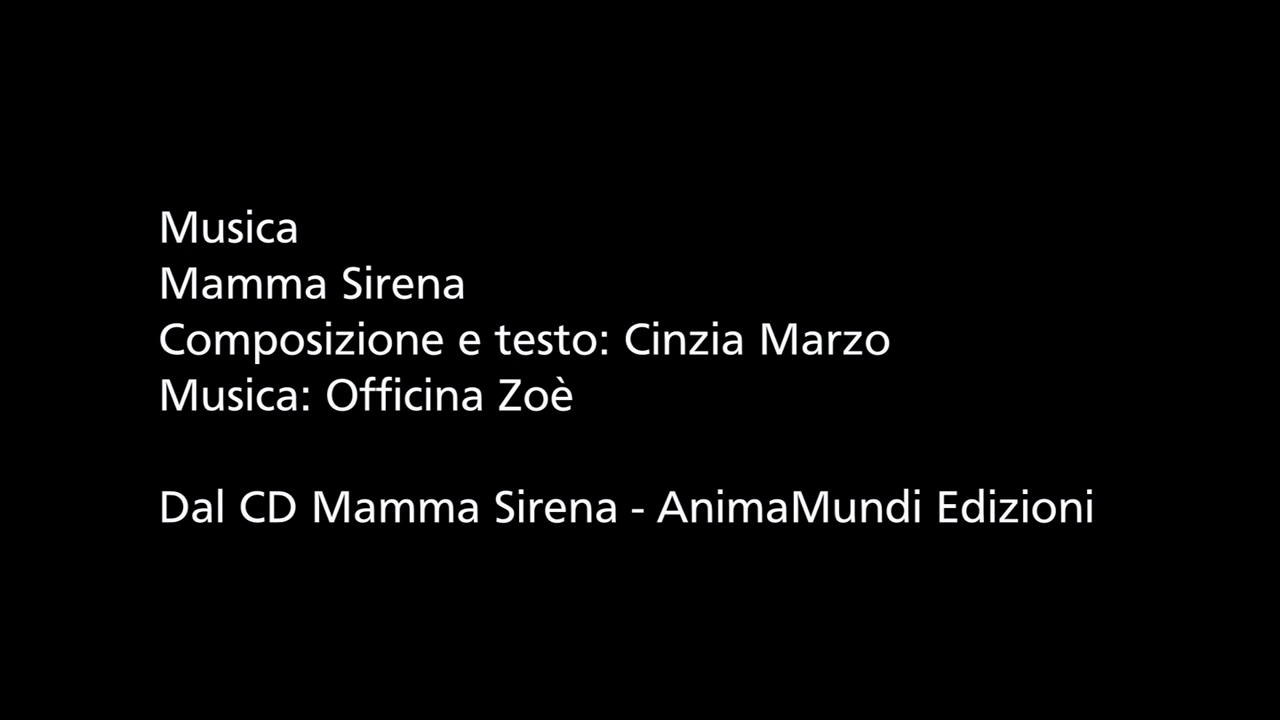 Musica
Mamma Sirena
Composizione e testo: Cinzia Marzo
Musica: Officina Zoè
Dal CD Mamma Sirena - AnimaMundi Edizioni